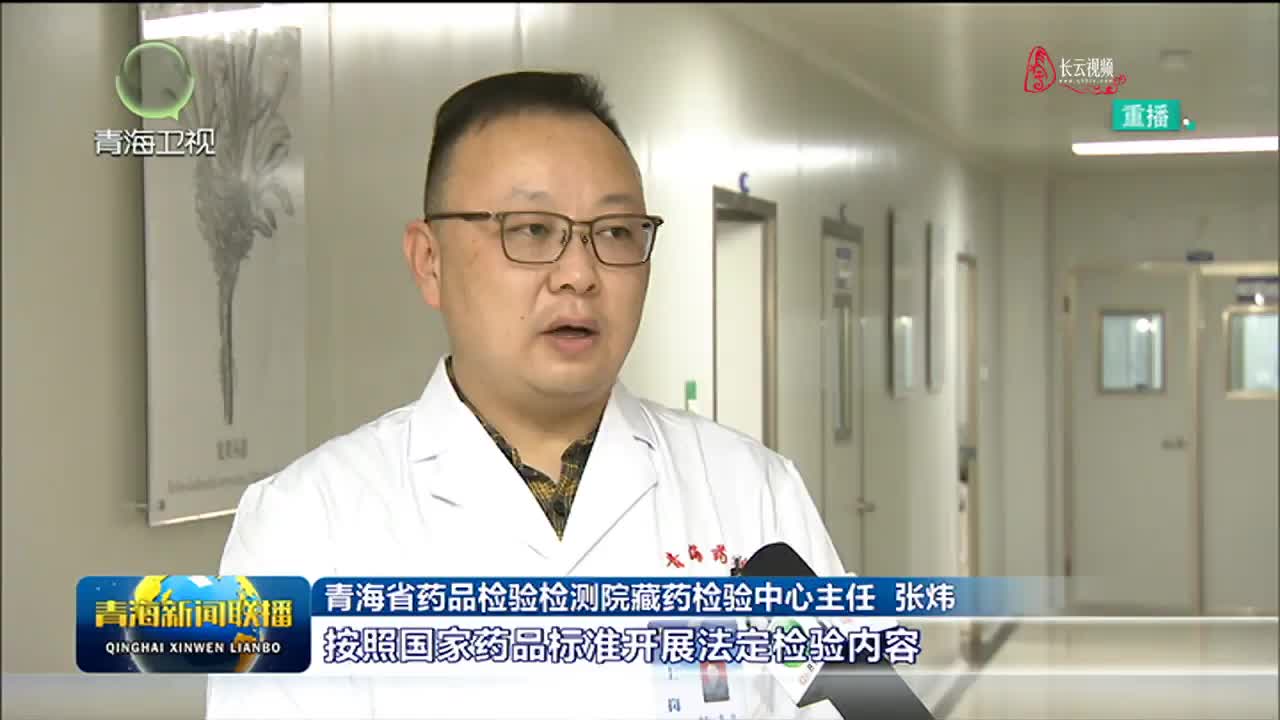 青海卫视
长云视频
重播
青海省药品检验检测院藏药检验中心主任 张炜
青海新闻联播
QINGHAI XINWEN LIANBO
按照国家药品标准开展法定检验内容